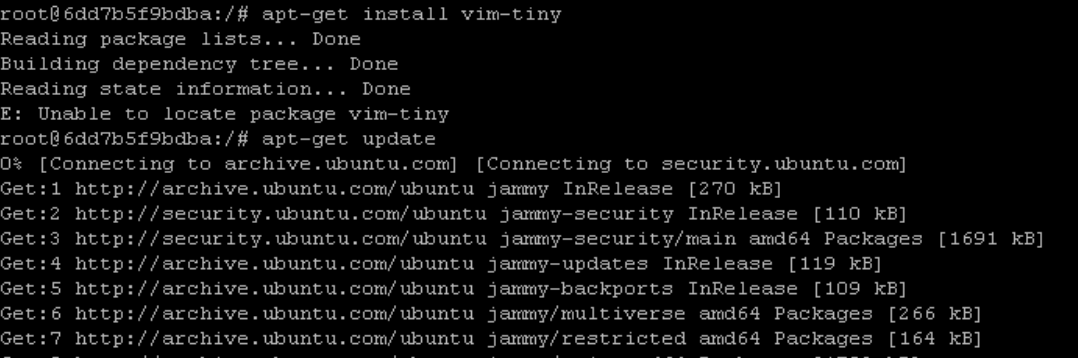 root@6dd7b5f9bdba:/# apt-get install vim-tiny
Reading package lists... Done
Building dependency tree... Done
Reading state information... Done
E: Unable to locate package vim-tiny
root@6dd7b5f9bdba:/# apt-get update
0% [Connecting to archive.ubuntu.com] [Connecting to security.ubuntu.com]
Get:1 http://archive.ubuntu.com/ubuntu jammy InRelease [270 kB]
Get:2 http://security.ubuntu.com/ubuntu jammy-security InRelease [110 kB]
Get:3 http://security.ubuntu.com/ubuntu jammy-security/main amd64 Packages [1691 kB]
Get:4 http://archive.ubuntu.com/ubuntu jammy-updates InRelease [119 kB]
Get:5 http://archive.ubuntu.com/ubuntu jammy-backports InRelease [109 kB]
Get:6 http://archive.ubuntu.com/ubuntu jammy/multiverse amd64 Packages [266 kB]
Get:7 http://archive.ubuntu.com/ubuntu jammy/restricted amd64 Packages [164 kB]